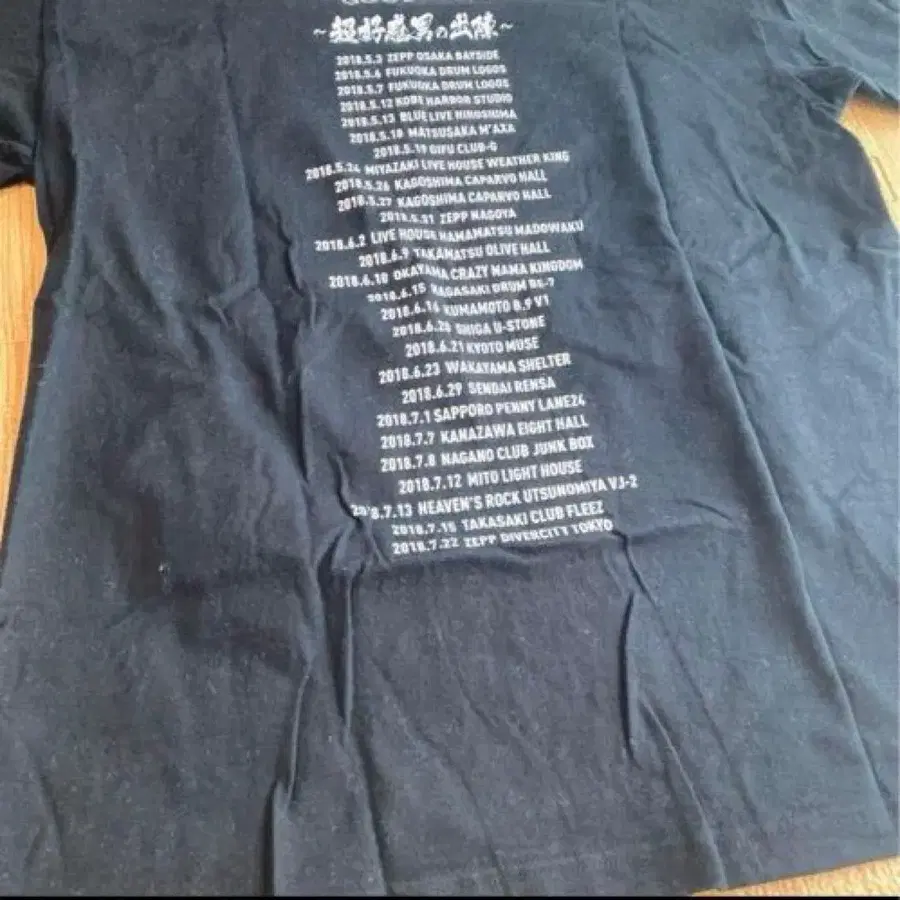 ~超好感異の出陣~
2018.5.3 ZEPP OSAKA BAYSIDE
2018.5.6 FUKUOKA DRUM LOGOS
2018.5.7 FUKUOKA DRUM LOGOS
2018.5.12 KOBE HARBOR STUDIO
2018.5.13 BLUE LIVE HIROSHIMA
2018.5.18 MATSUSAKA M'AXA
2018.5.19 GIFU CLUB-G
2018.5.24 MIYAZAKI LIVE HOUSE WEATHER KING
2018.5.26 KAGOSHIMA CAPARVO HALL
2018.5.27 KAGOSHIMA CAPARVO HALL
2018.5.31 ZEPP NAGOYA
2018.6.2 LIVE HOUSE HAMAMATSU MADOWAKU
2018.6.9 TAKAMATSU OLIVE HALL
2018.6.10 OKAYAMA CRAZY MAMA KINGDOM
2018.6.15 NAGASAKI DRUM BE-7
2018.6.16 KUMAMOTO B.9 V1
2018.6.20 SHIGA U-STONE
2018.6.21 KYOTO MUSE
2018.6.23 WAKAYAMA SHELTER
2018.6.29 SENDAI RENSA
2018.7.1 SAPPORO PENNY LANE24
2018.7.7 KANAZAWA EIGHT HALL
2018.7.8 NAGANO CLUB JUNK BOX
2018.7.12 MITO LIGHT HOUSE
2018.7.13 HEAVEN'S ROCK UTSUNOMIYA VJ-2
2018.7.15 TAKASAKI CLUB FLEEZ
2018.7.22 ZEPP DIVERCITY TOKYO